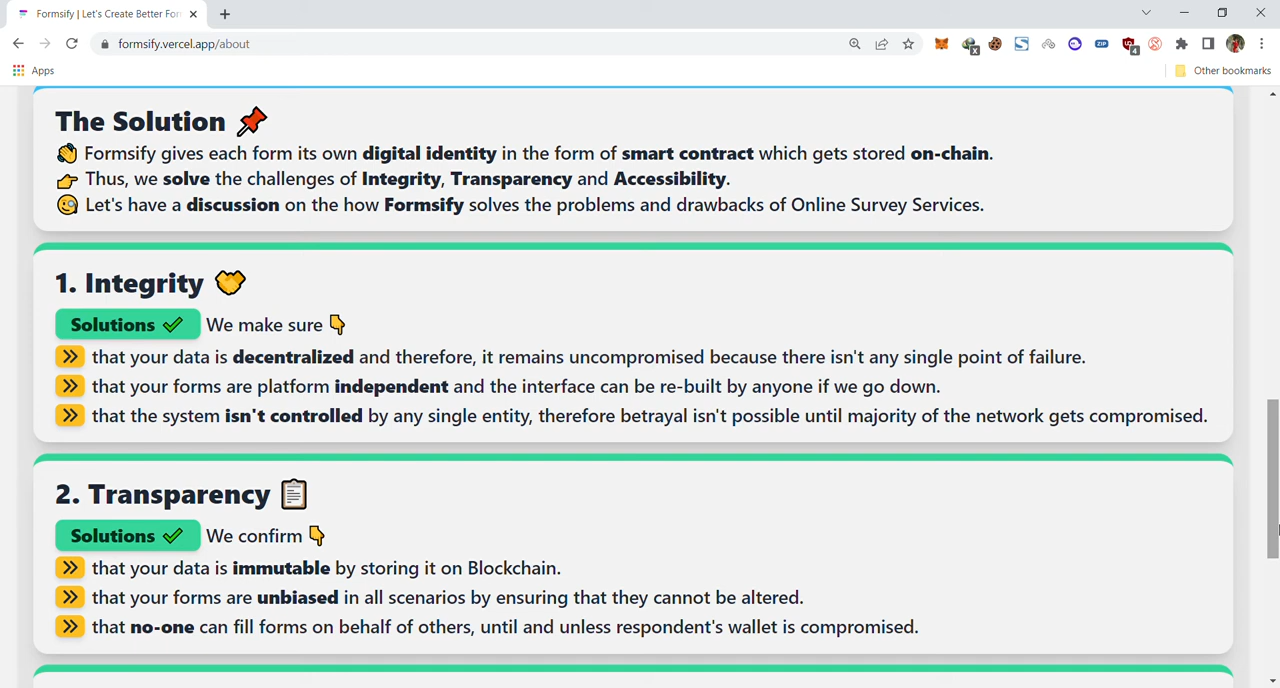 Formsify | Let's Create Better For
formsify.vercel.app/about
Apps
Other bookmarks
The Solution 📌
👋 Formsify gives each form its own digital identity in the form of smart contract which gets stored on-chain.
👉 Thus, we solve the challenges of Integrity, Transparency and Accessibility.
🧐 Let's have a discussion on the how Formsify solves the problems and drawbacks of Online Survey Services.
1. Integrity 🤝
Solutions ✔ We make sure 👇
» that your data is decentralized and therefore, it remains uncompromised because there isn't any single point of failure.
» that your forms are platform independent and the interface can be re-built by anyone if we go down.
» that the system isn't controlled by any single entity, therefore betrayal isn't possible until majority of the network gets compromised.
2. Transparency 📋
Solutions ✔ We confirm 👇
» that your data is immutable by storing it on Blockchain.
» that your forms are unbiased in all scenarios by ensuring that they cannot be altered.
» that no-one can fill forms on behalf of others, until and unless respondent's wallet is compromised.